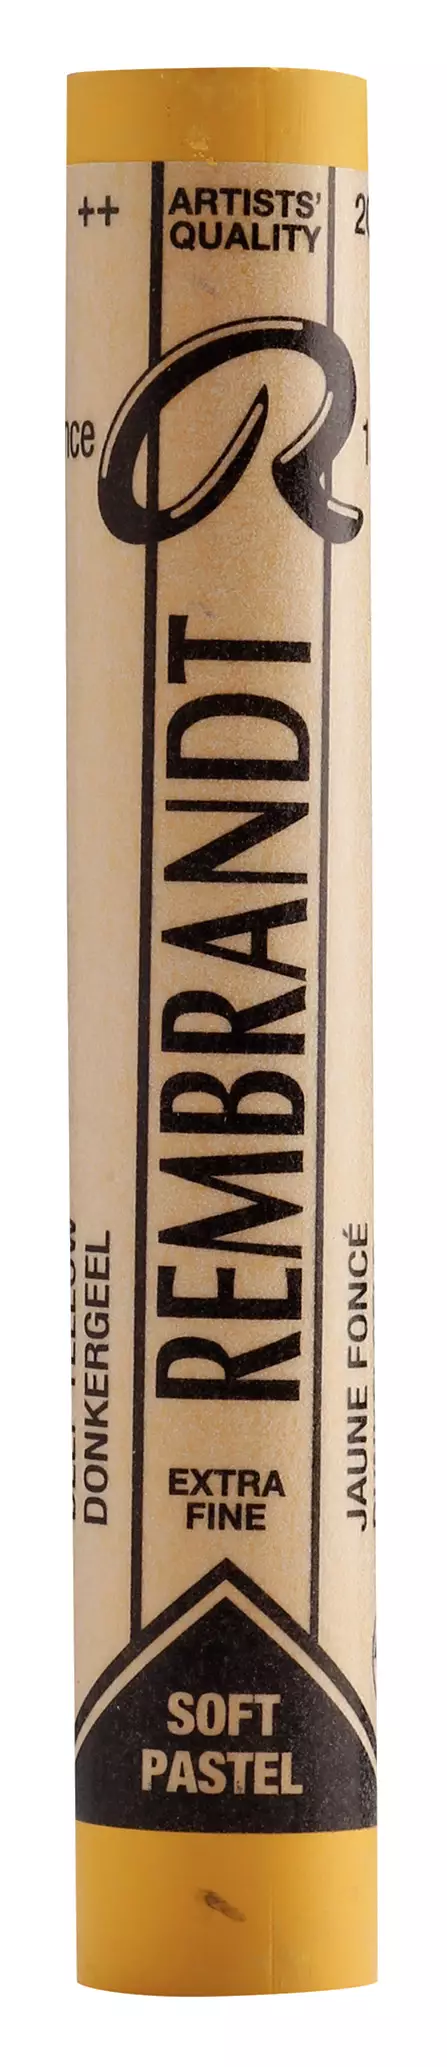 ++
ARTISTS'
QUALITY
R
REMBRANDT
DONKERGEEL
JAUNE FONCÉ
EXTRA
FINE
SOFT
PASTEL